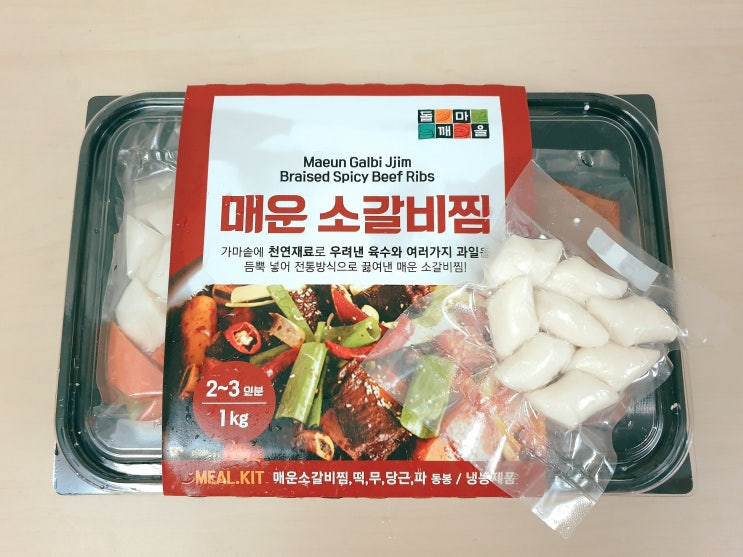 돌 마
깨 을
Maeun Galbi Jjim
Braised Spicy Beef Ribs
매운 소갈비찜
가마솥에 천연재료로 우려낸 육수와 여러가지 과일을
듬뿍 넣어 전통방식으로 끓여낸 매운 소갈비찜!
2~3 인분
1kg
MEAL.KIT 매운소갈비찜,떡,무,당근,파 동봉 / 냉동제품